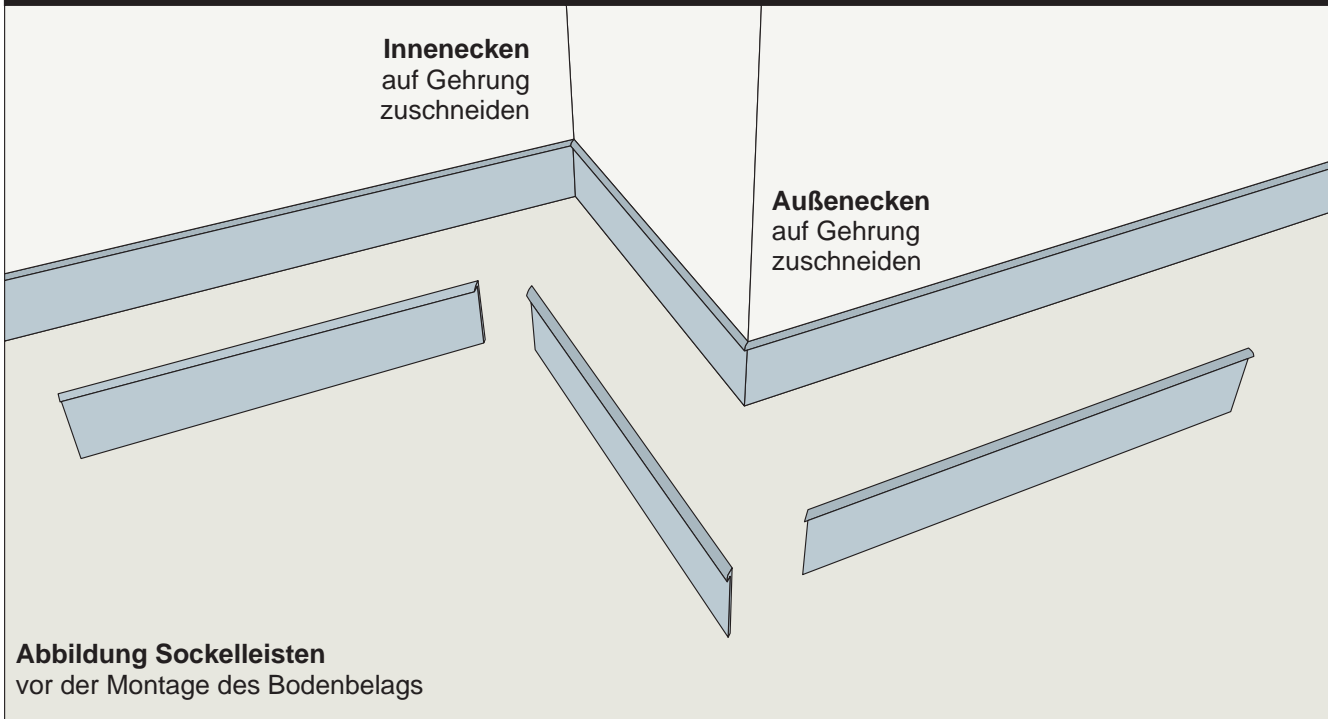 Innenecken
auf Gehrung
zuschneiden
Außenecken
auf Gehrung
zuschneiden
Abbildung Sockelleisten
vor der Montage des Bodenbelags